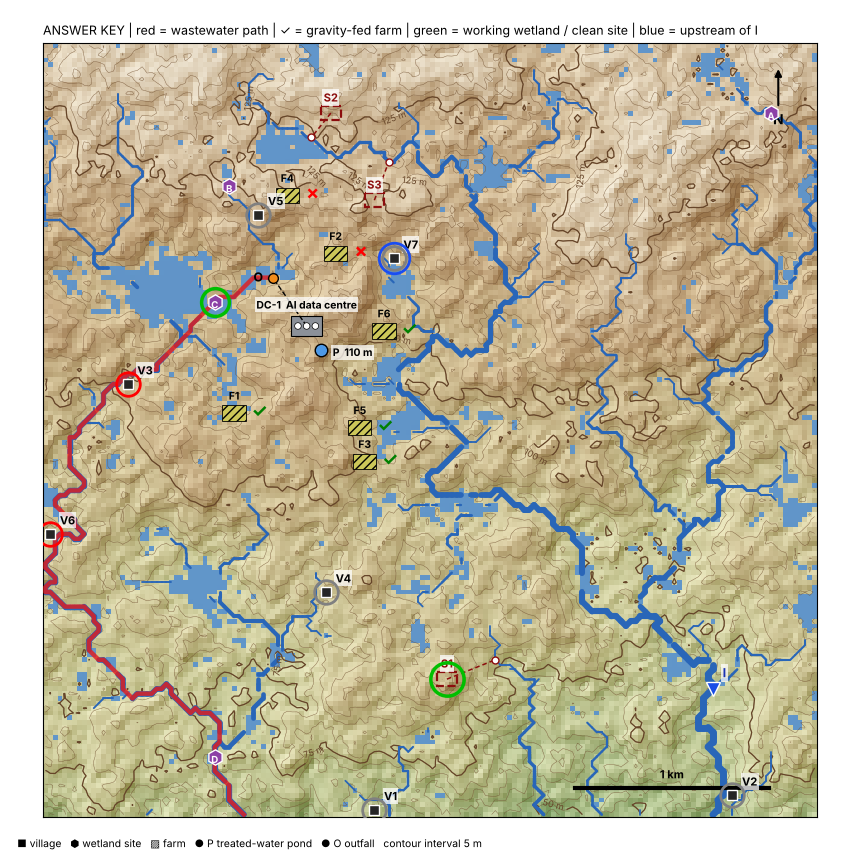 ANSWER KEY | red = wastewater path | ✓ = gravity-fed farm | green = working wetland / clean site | blue = upstream of I
S2
125 m
A
N
F4
125 m
S3
125 m
125 m
B
V5
F2
V7
C
DC-1 AI data centre
F6
P 110 m
V3
F1
F5
F3
100 m
V6
V4
S1
I
D
75 m
1 km
V2
V1
50 m
■ village ⬢ wetland site ▨ farm ● P treated-water pond ● O outfall contour interval 5 m